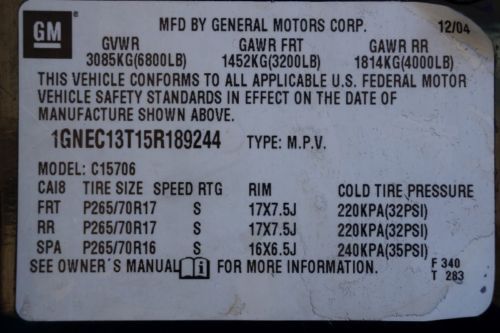 GM
MFD BY GENERAL MOTORS CORP. 12/04
GVWR GAWR FRT GAWR RR
3085KG(6800LB) 1452KG(3200LB) 1814KG(4000LB)
THIS VEHICLE CONFORMS TO ALL APPLICABLE U.S. FEDERAL MOTOR
VEHICLE SAFETY STANDARDS IN EFFECT ON THE DATE OF
MANUFACTURE SHOWN ABOVE.
1GNEC13T15R189244 TYPE: M.P.V.
MODEL: C15706
CAI8 TIRE SIZE SPEED RTG RIM COLD TIRE PRESSURE
FRT P265/70R17 S 17X7.5J 220KPA(32PSI)
RR P265/70R17 S 17X7.5J 220KPA(32PSI)
SPA P265/70R16 S 16X6.5J 240KPA(35PSI)
SEE OWNER'S MANUAL i FOR MORE INFORMATION. F 340
T 283